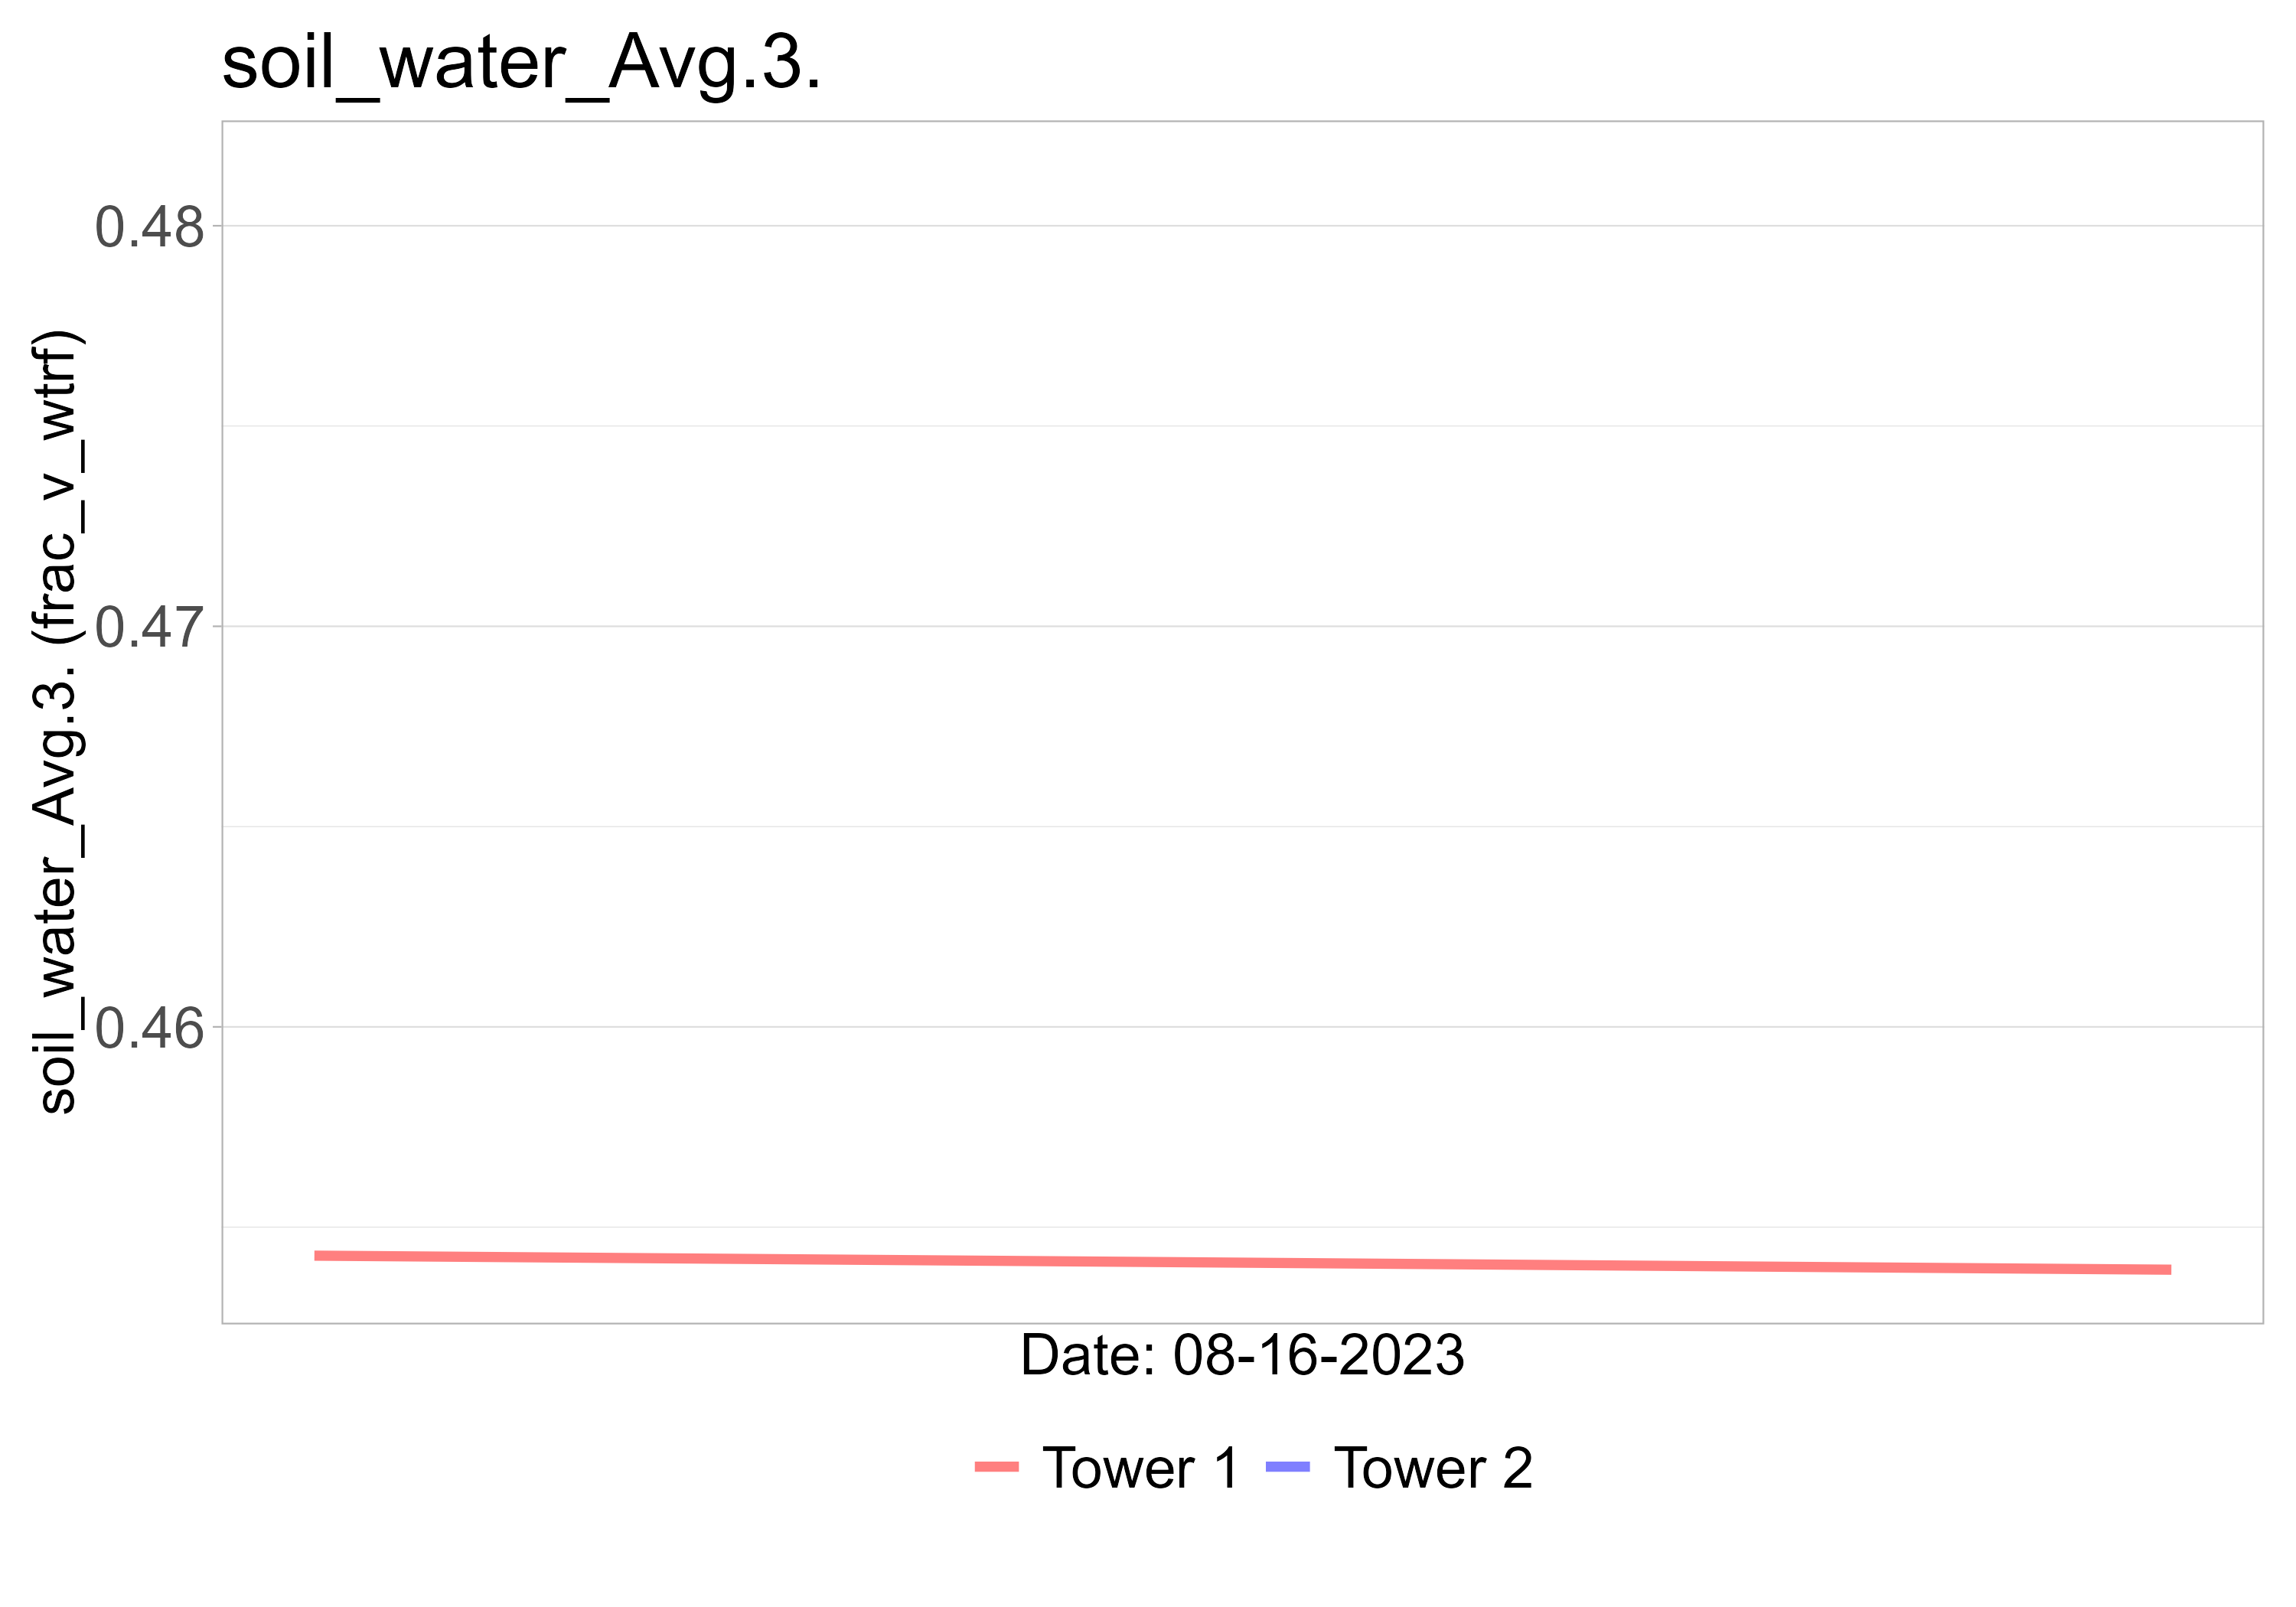 soil_water_Avg.3.
soil_water_Avg.3. (frac_v_wtrf)
0.48
0.47
0.46
Date: 08-16-2023
Tower 1
Tower 2